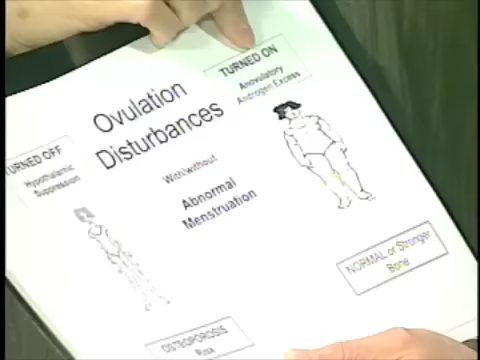 TURNED ON
Anovulatory
Androgen Excess
Ovulation
Disturbances
TURNED OFF
Hypothalamic
Suppression
With/without
Abnormal
Menstruation
NORMAL or Stronger
Bone
OSTEOPOROSIS
Risk